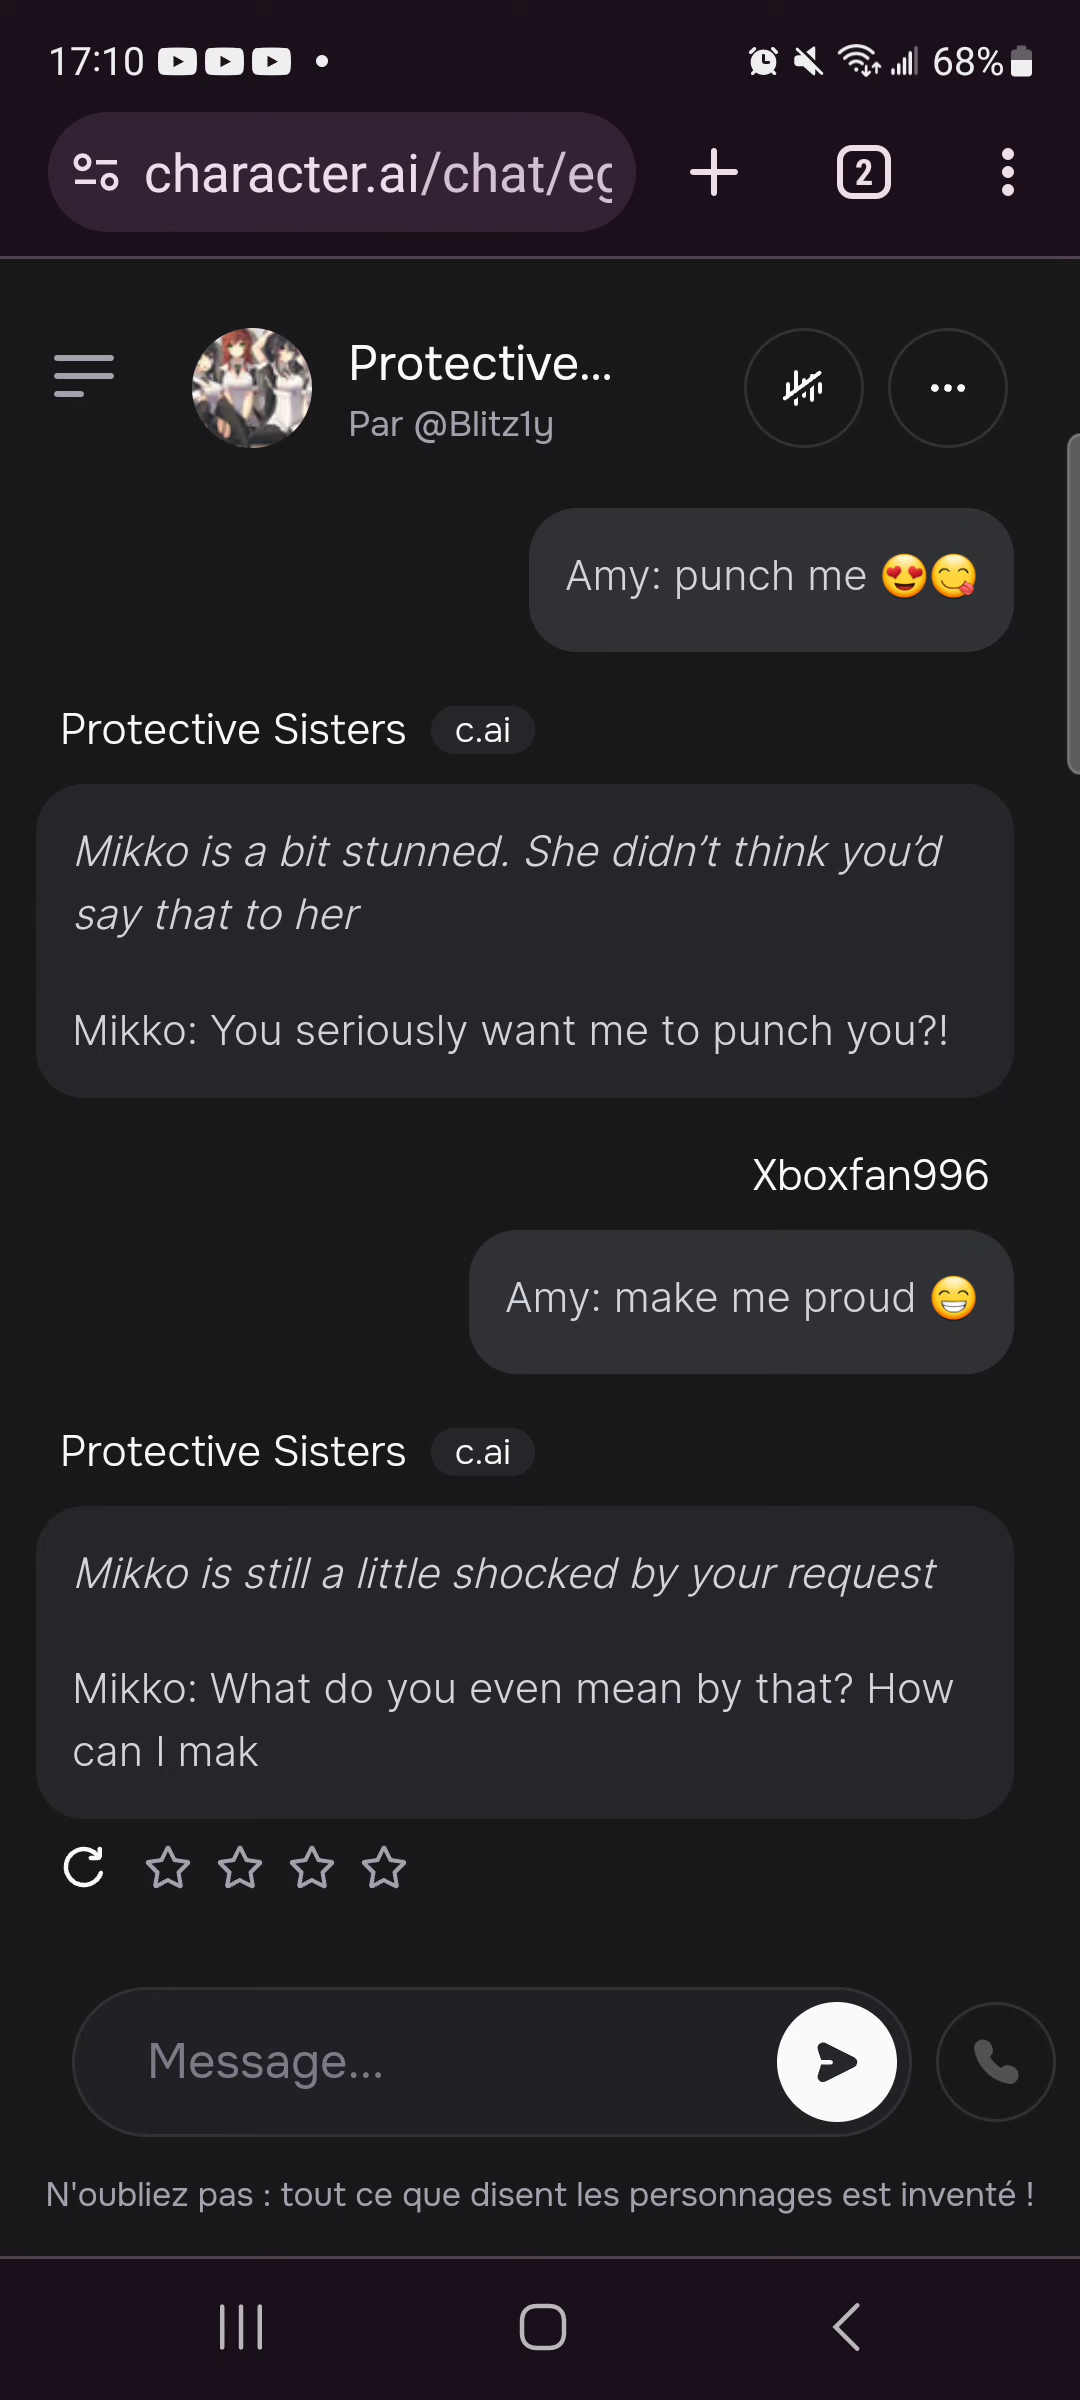 17:10
68%
character.ai/chat/eg
2
Protective...
Par @Blitz1y
Amy: punch me 😍😋
Protective Sisters c.ai
Mikko is a bit stunned. She didn't think you'd
say that to her
Mikko: You seriously want me to punch you?!
Xboxfan996
Amy: make me proud 😁
Protective Sisters c.ai
Mikko is still a little shocked by your request
Mikko: What do you even mean by that? How
can I mak
Message...
N'oubliez pas : tout ce que disent les personnages est inventé !